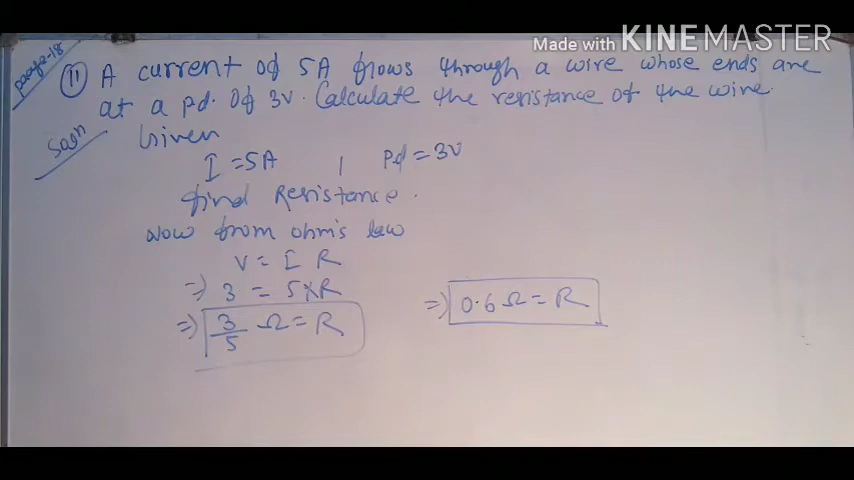 Made with KINEMASTER
page-18
(11) A current of 5A flows through a wire whose ends are
at a pd. of 3V. Calculate the resistance of the wire.
Soln
Given
I = 5A | Pd = 3V
find Resistance.
Now from ohm's law
V = I R
=> 3 = 5×R
=> 3/5 Ω = R
=> 0.6 Ω = R